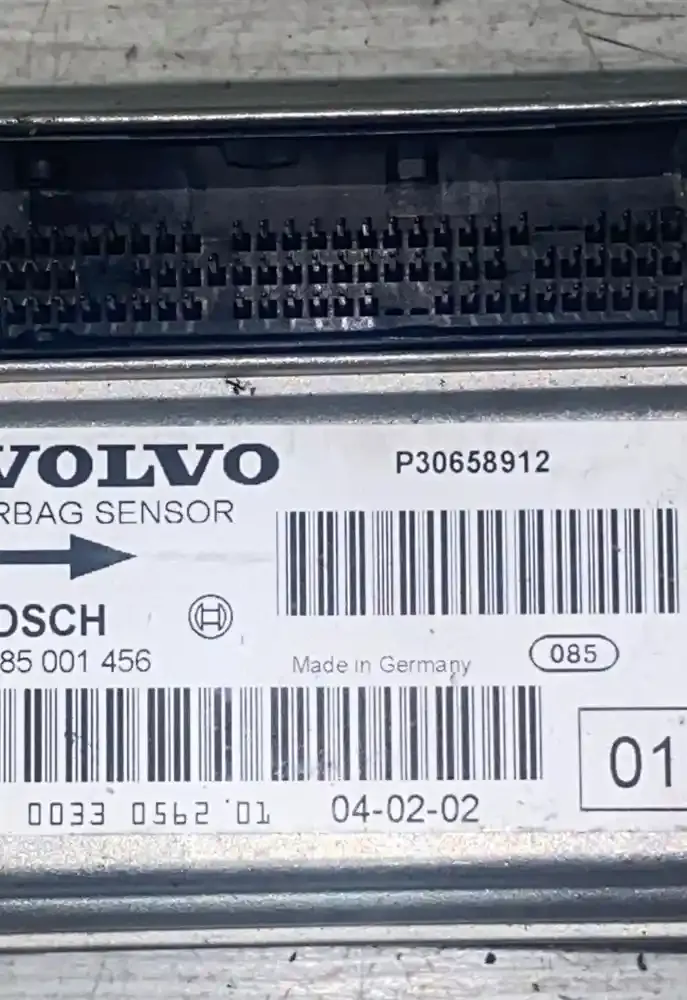 VOLVO
P30658912
RBAG SENSOR
OSCH
85 001 456
Made in Germany
085
01
0033 0562 01
04-02-02